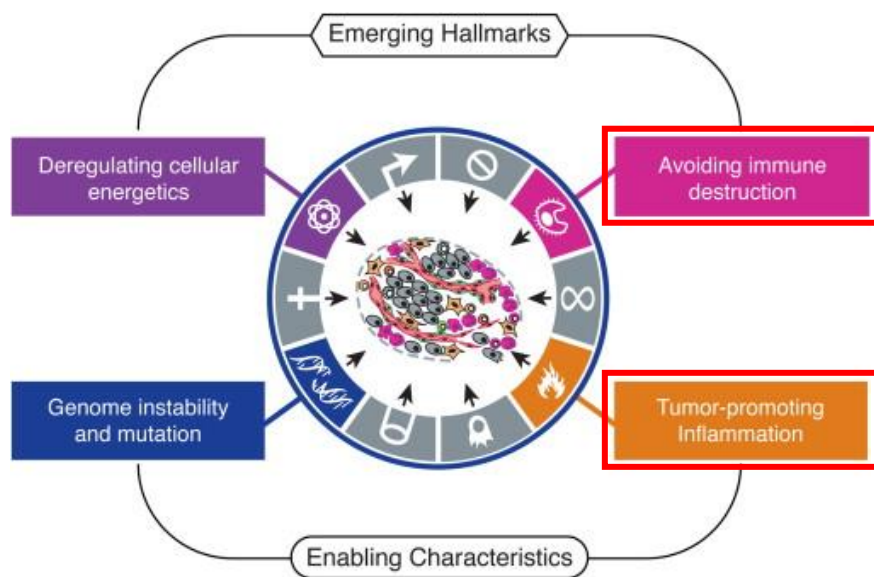 Emerging Hallmarks
Deregulating cellular
energetics
Avoiding immune
destruction
Genome instability
and mutation
Tumor-promoting
Inflammation
Enabling Characteristics